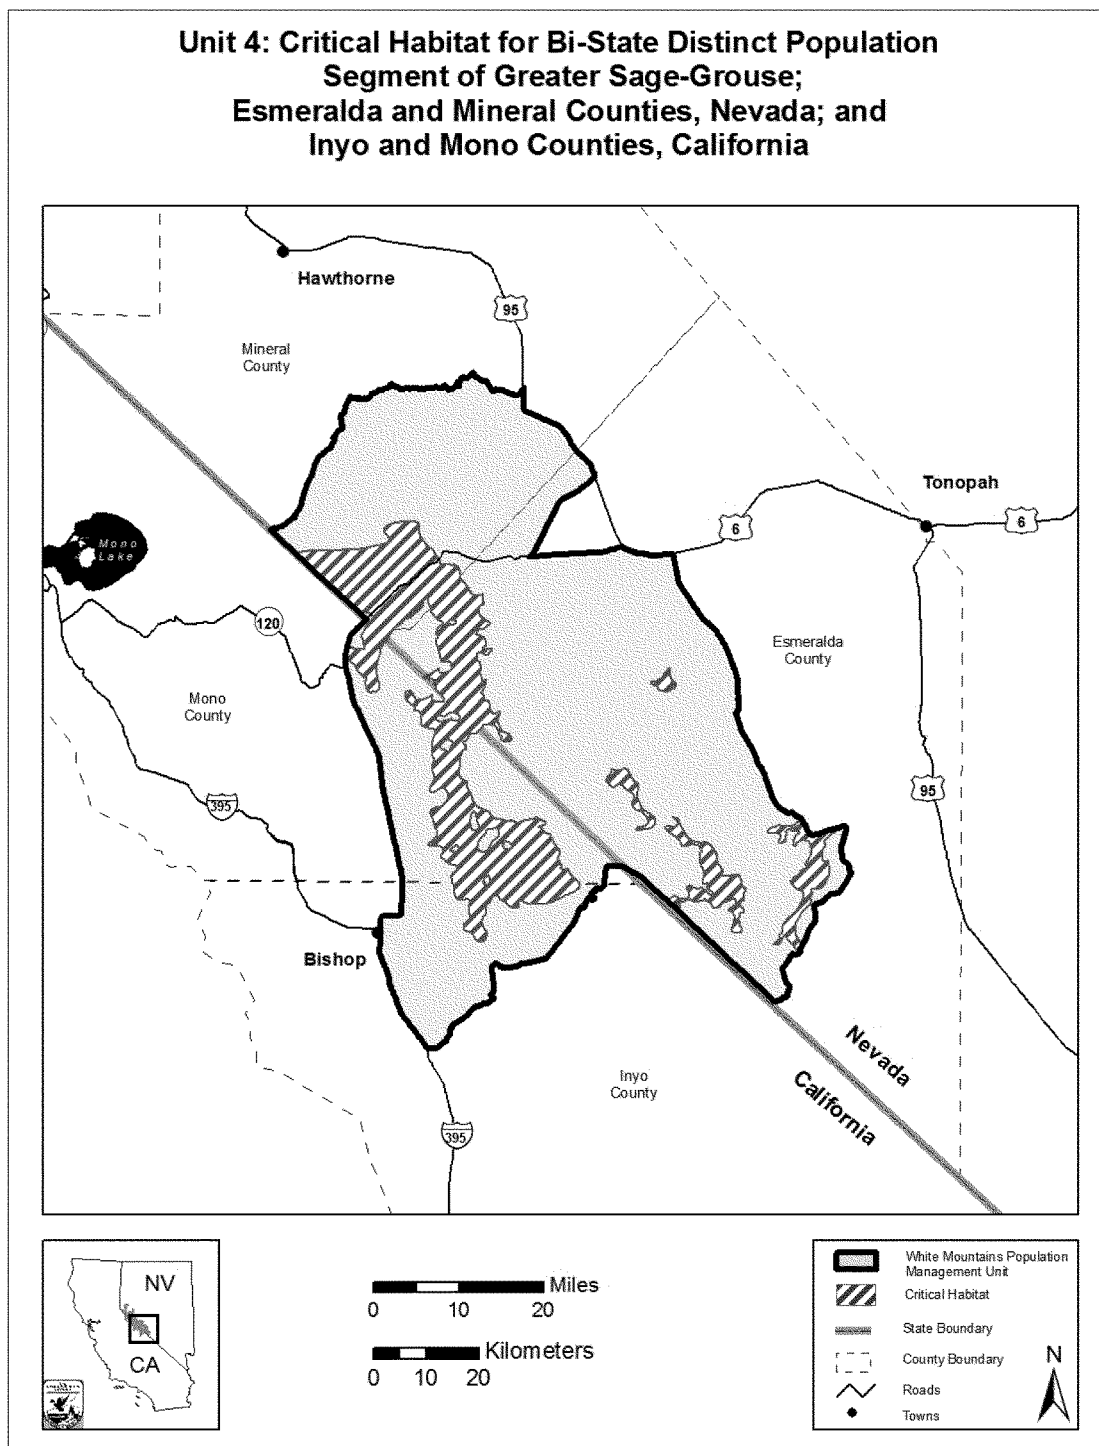 Unit 4: Critical Habitat for Bi-State Distinct Population
Segment of Greater Sage-Grouse;
Esmeralda and Mineral Counties, Nevada; and
Inyo and Mono Counties, California
Hawthorne
95
Mineral
County
Tonopah
6
6
Mono
Lake
120
Esmeralda
County
Mono
County
95
395
Bishop
Nevada
California
Inyo
County
395
NV
CA
Miles
0 10 20
Kilometers
0 10 20
White Mountains Population
Management Unit
Critical Habitat
State Boundary
County Boundary
Roads
Towns
N